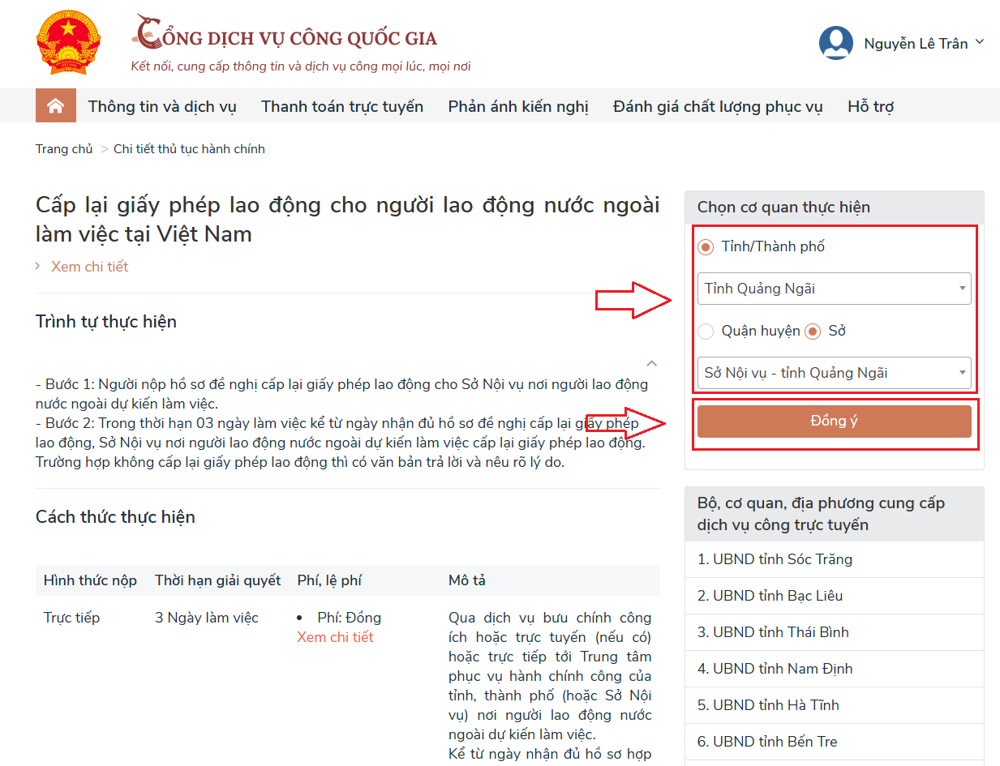 CỔNG DỊCH VỤ CÔNG QUỐC GIA
Kết nối, cung cấp thông tin và dịch vụ công mọi lúc, mọi nơi
Nguyễn Lê Trân
Thông tin và dịch vụ Thanh toán trực tuyến Phản ánh kiến nghị Đánh giá chất lượng phục vụ Hỗ trợ
Trang chủ > Chi tiết thủ tục hành chính
Cấp lại giấy phép lao động cho người lao động nước ngoài
làm việc tại Việt Nam
Xem chi tiết
Trình tự thực hiện
- Bước 1: Người nộp hồ sơ đề nghị cấp lại giấy phép lao động cho Sở Nội vụ nơi người lao động
nước ngoài dự kiến làm việc.
- Bước 2: Trong thời hạn 03 ngày làm việc kể từ ngày nhận đủ hồ sơ đề nghị cấp lại giấy phép
lao động, Sở Nội vụ nơi người lao động nước ngoài dự kiến làm việc cấp lại giấy phép lao động.
Trường hợp không cấp lại giấy phép lao động thì có văn bản trả lời và nêu rõ lý do.
Cách thức thực hiện
Hình thức nộp Thời hạn giải quyết Phí, lệ phí Mô tả
Trực tiếp 3 Ngày làm việc • Phí: Đồng
Xem chi tiết
Qua dịch vụ bưu chính công
ích hoặc trực tuyến (nếu có)
hoặc trực tiếp tới Trung tâm
phục vụ hành chính công của
tỉnh, thành phố (hoặc Sở Nội
vụ) nơi người lao động nước
ngoài dự kiến làm việc.
Kể từ ngày nhận đủ hồ sơ hợp
Chọn cơ quan thực hiện
Tỉnh/Thành phố
Tỉnh Quảng Ngãi
Quận huyện Sở
Sở Nội vụ - tỉnh Quảng Ngãi
Đồng ý
Bộ, cơ quan, địa phương cung cấp
dịch vụ công trực tuyến
1. UBND tỉnh Sóc Trăng
2. UBND tỉnh Bạc Liêu
3. UBND tỉnh Thái Bình
4. UBND tỉnh Nam Định
5. UBND tỉnh Hà Tĩnh
6. UBND tỉnh Bến Tre